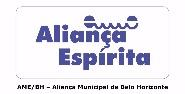 Aliança
Espírita
AME/BH – Aliança Municipal de Belo Horizonte